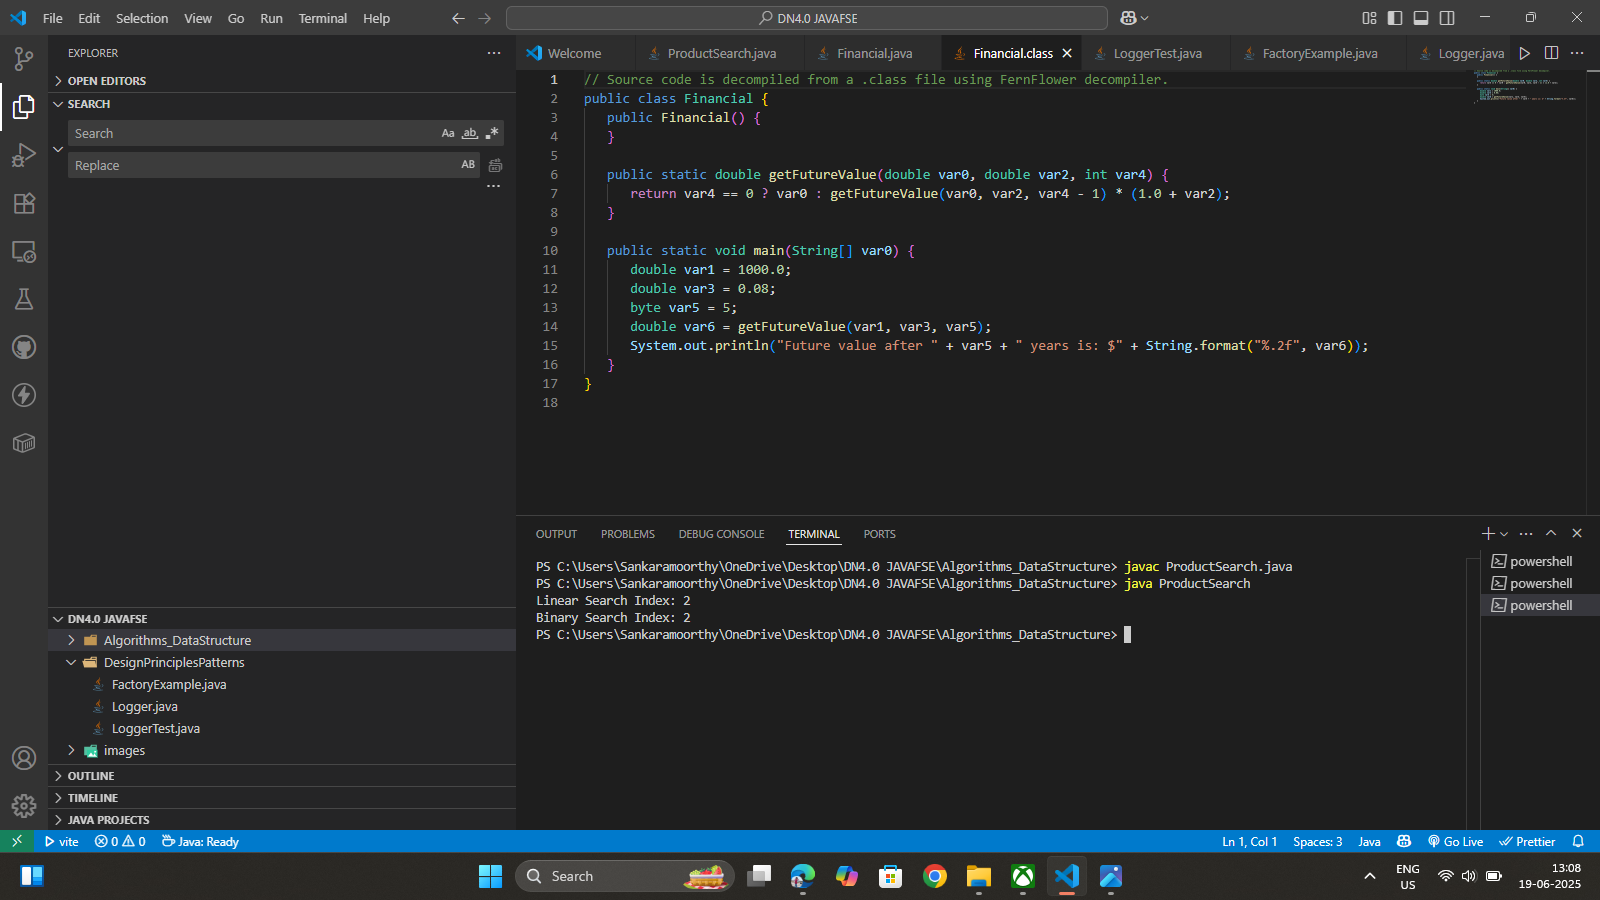 File Edit Selection View Go Run Terminal Help
DN4.0 JAVAFSE
EXPLORER
OPEN EDITORS
SEARCH
Search
Aa ab
Replace
AB
Welcome ProductSearch.java Financial.java Financial.class LoggerTest.java FactoryExample.java Logger.java
1 // Source code is decompiled from a .class file using FernFlower decompiler.
2 public class Financial {
3 public Financial() {
4 }
5
6 public static double getFutureValue(double var0, double var2, int var4) {
7 return var4 == 0 ? var0 : getFutureValue(var0, var2, var4 - 1) * (1.0 + var2);
8 }
9
10 public static void main(String[] var0) {
11 double var1 = 1000.0;
12 double var3 = 0.08;
13 byte var5 = 5;
14 double var6 = getFutureValue(var1, var3, var5);
15 System.out.println("Future value after " + var5 + " years is: $" + String.format("%.2f", var6));
16 }
17 }
18
OUTPUT PROBLEMS DEBUG CONSOLE TERMINAL PORTS
PS C:\Users\Sankaramoorthy\OneDrive\Desktop\DN4.0 JAVAFSE\Algorithms_DataStructure> javac ProductSearch.java
PS C:\Users\Sankaramoorthy\OneDrive\Desktop\DN4.0 JAVAFSE\Algorithms_DataStructure> java ProductSearch
Linear Search Index: 2
Binary Search Index: 2
PS C:\Users\Sankaramoorthy\OneDrive\Desktop\DN4.0 JAVAFSE\Algorithms_DataStructure>
powershell
powershell
powershell
DN4.0 JAVAFSE
Algorithms_DataStructure
DesignPrinciplesPatterns
FactoryExample.java
Logger.java
LoggerTest.java
images
OUTLINE
TIMELINE
JAVA PROJECTS
vite 0 0 Java: Ready
Ln 1, Col 1 Spaces: 3 Java Go Live Prettier
Search
ENG
US
13:08
19-06-2025